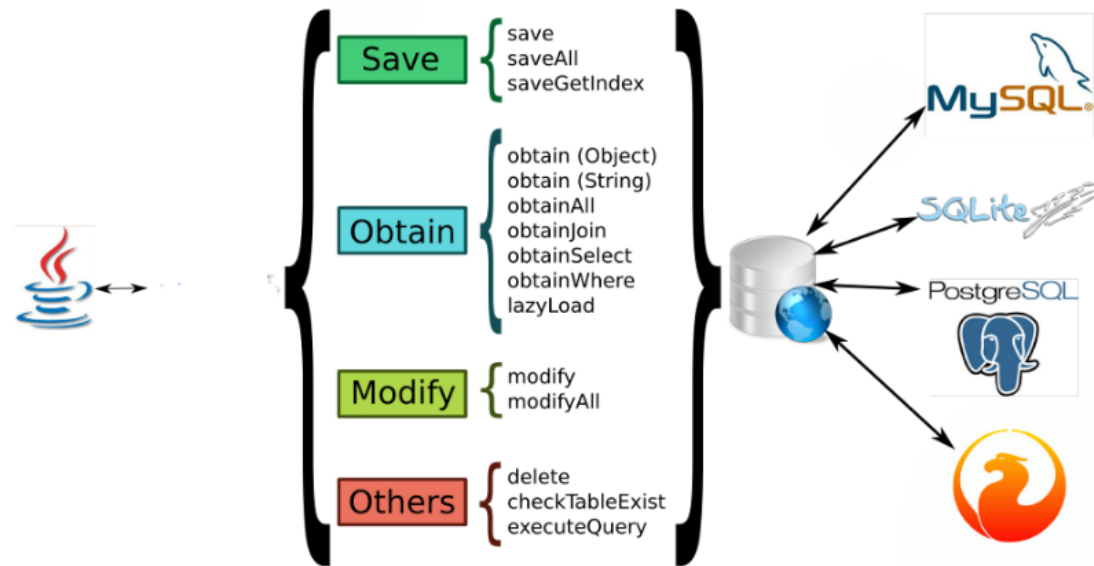 Save
save
saveAll
saveGetIndex
Obtain
obtain (Object)
obtain (String)
obtainAll
obtainJoin
obtainSelect
obtainWhere
lazyLoad
Modify
modify
modifyAll
Others
delete
checkTableExist
executeQuery
MySQL®
SQLite
PostgreSQL